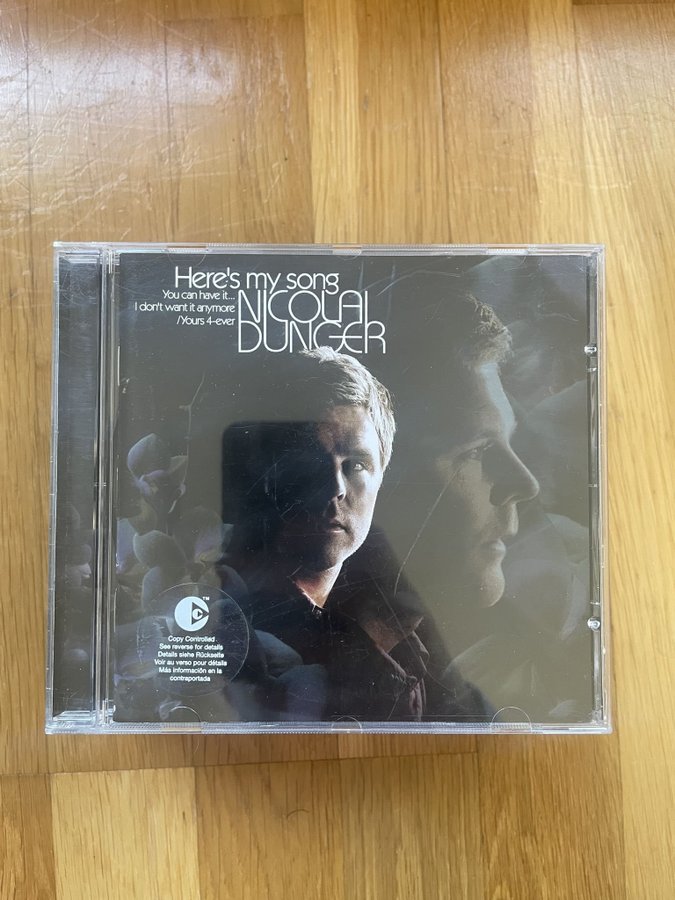 Here's my song
You can have it...
I don't want it anymore
/Yours 4-ever
NICOLAI
DUNGER
TM
Copy Controlled
See reverse for details
Details siehe Rückseite
Voir au verso pour détails
Más información en la
contraportada